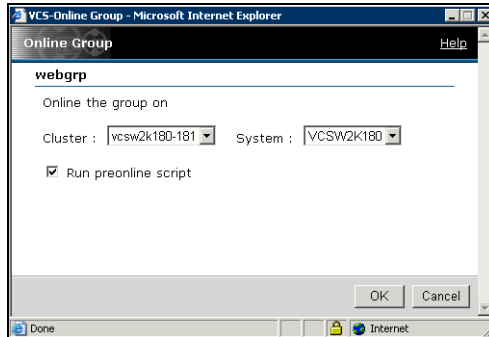 VCS-Online Group - Microsoft Internet Explorer
Online Group Help
webgrp
Online the group on
Cluster : vcsw2k180-181 System : VCSW2K180
Run preonline script
OK Cancel
Done Internet